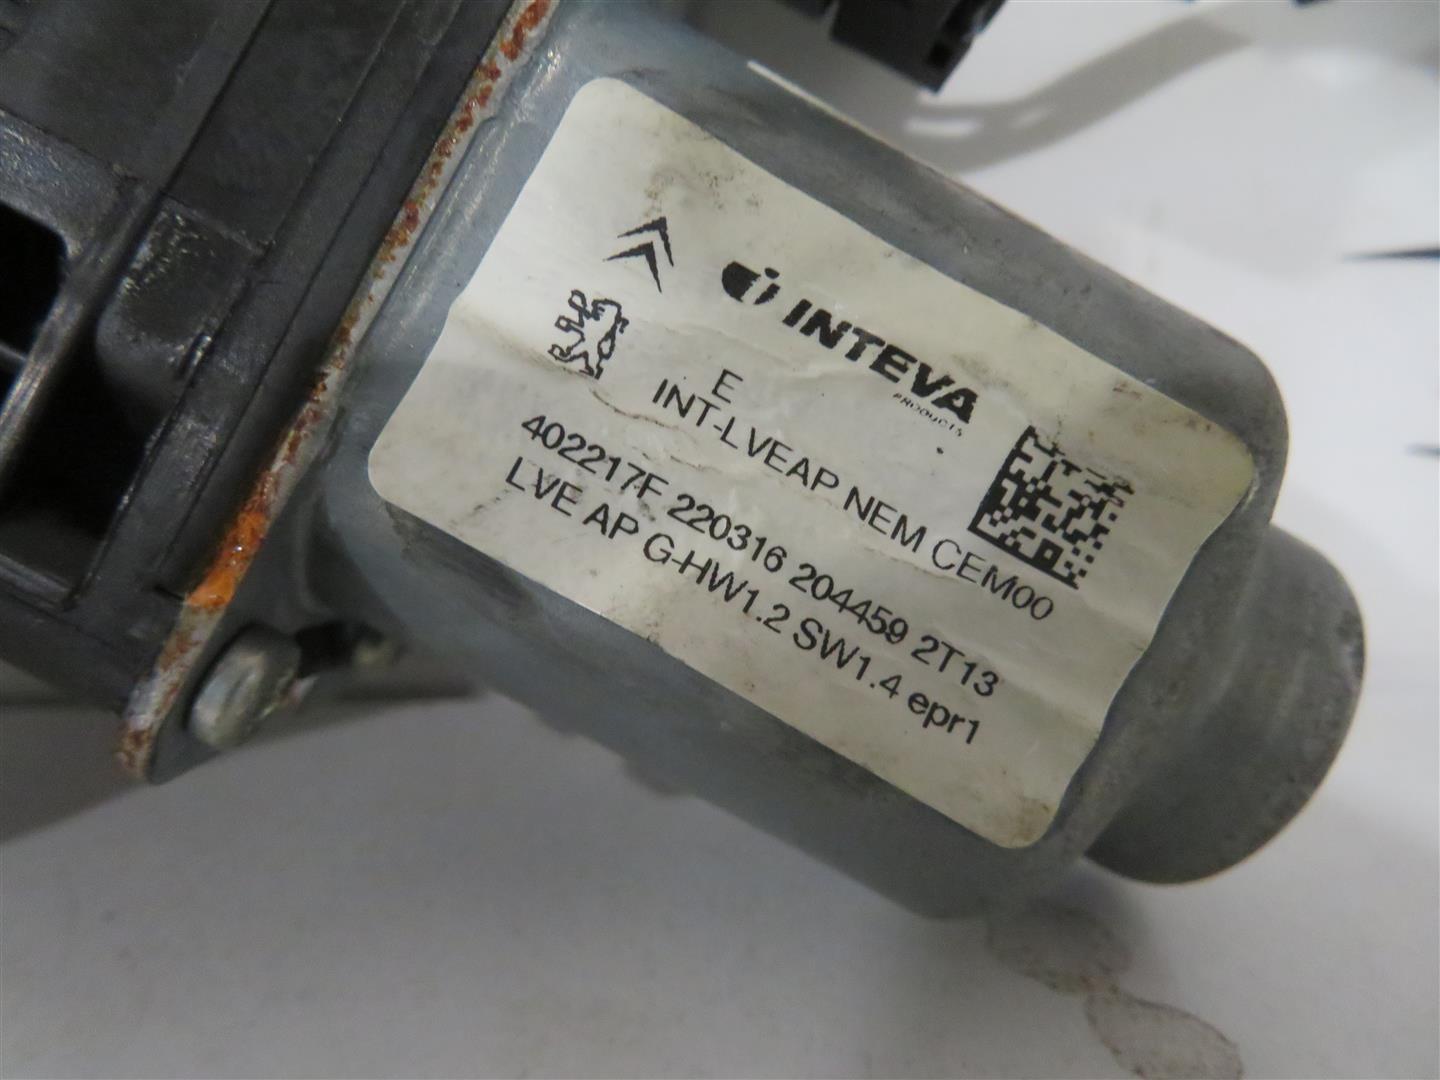 INTEVA
PRODUCTS
E
INT-LVEAP NEM CEM00
402217F 220316 204459 2T13
LVE AP G-HW1.2 SW1.4 epr1